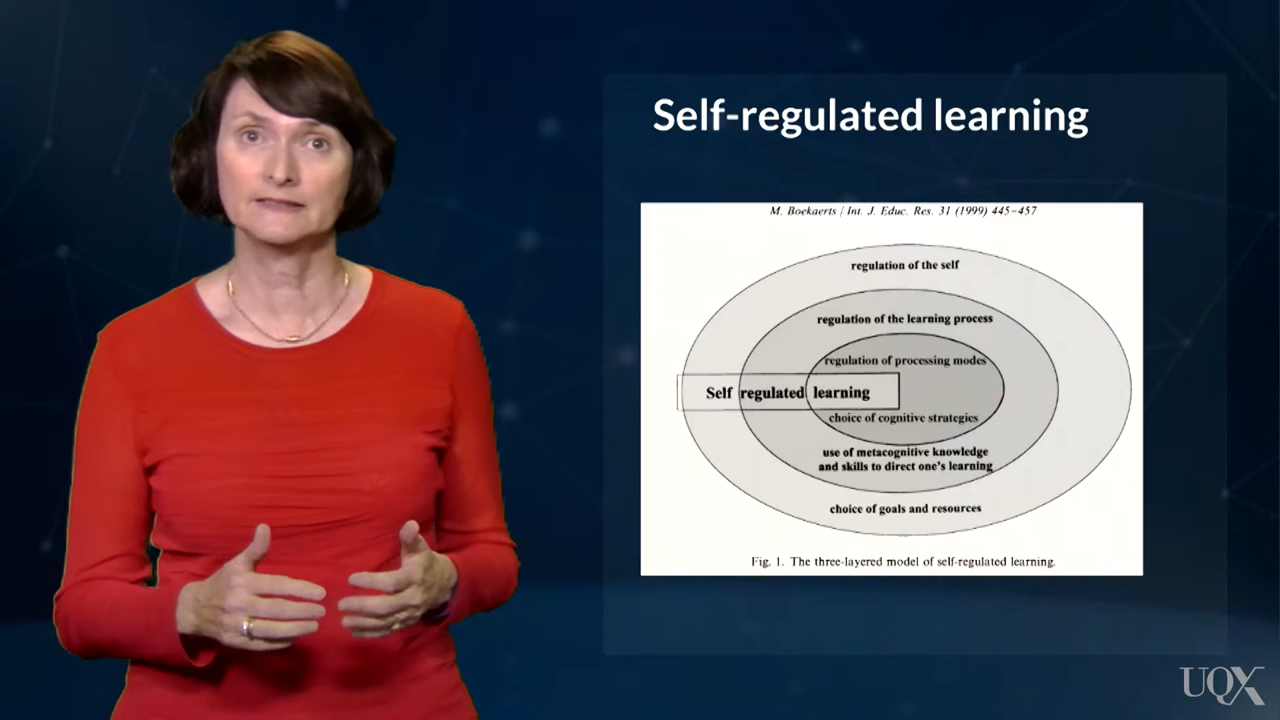 Self-regulated learning
M. Boekaerts / Int. J. Educ. Res. 31 (1999) 445–457
regulation of the self
regulation of the learning process
regulation of processing modes
Self regulated learning
choice of cognitive strategies
use of metacognitive knowledge
and skills to direct one's learning
choice of goals and resources
Fig. 1. The three-layered model of self-regulated learning.
UQX